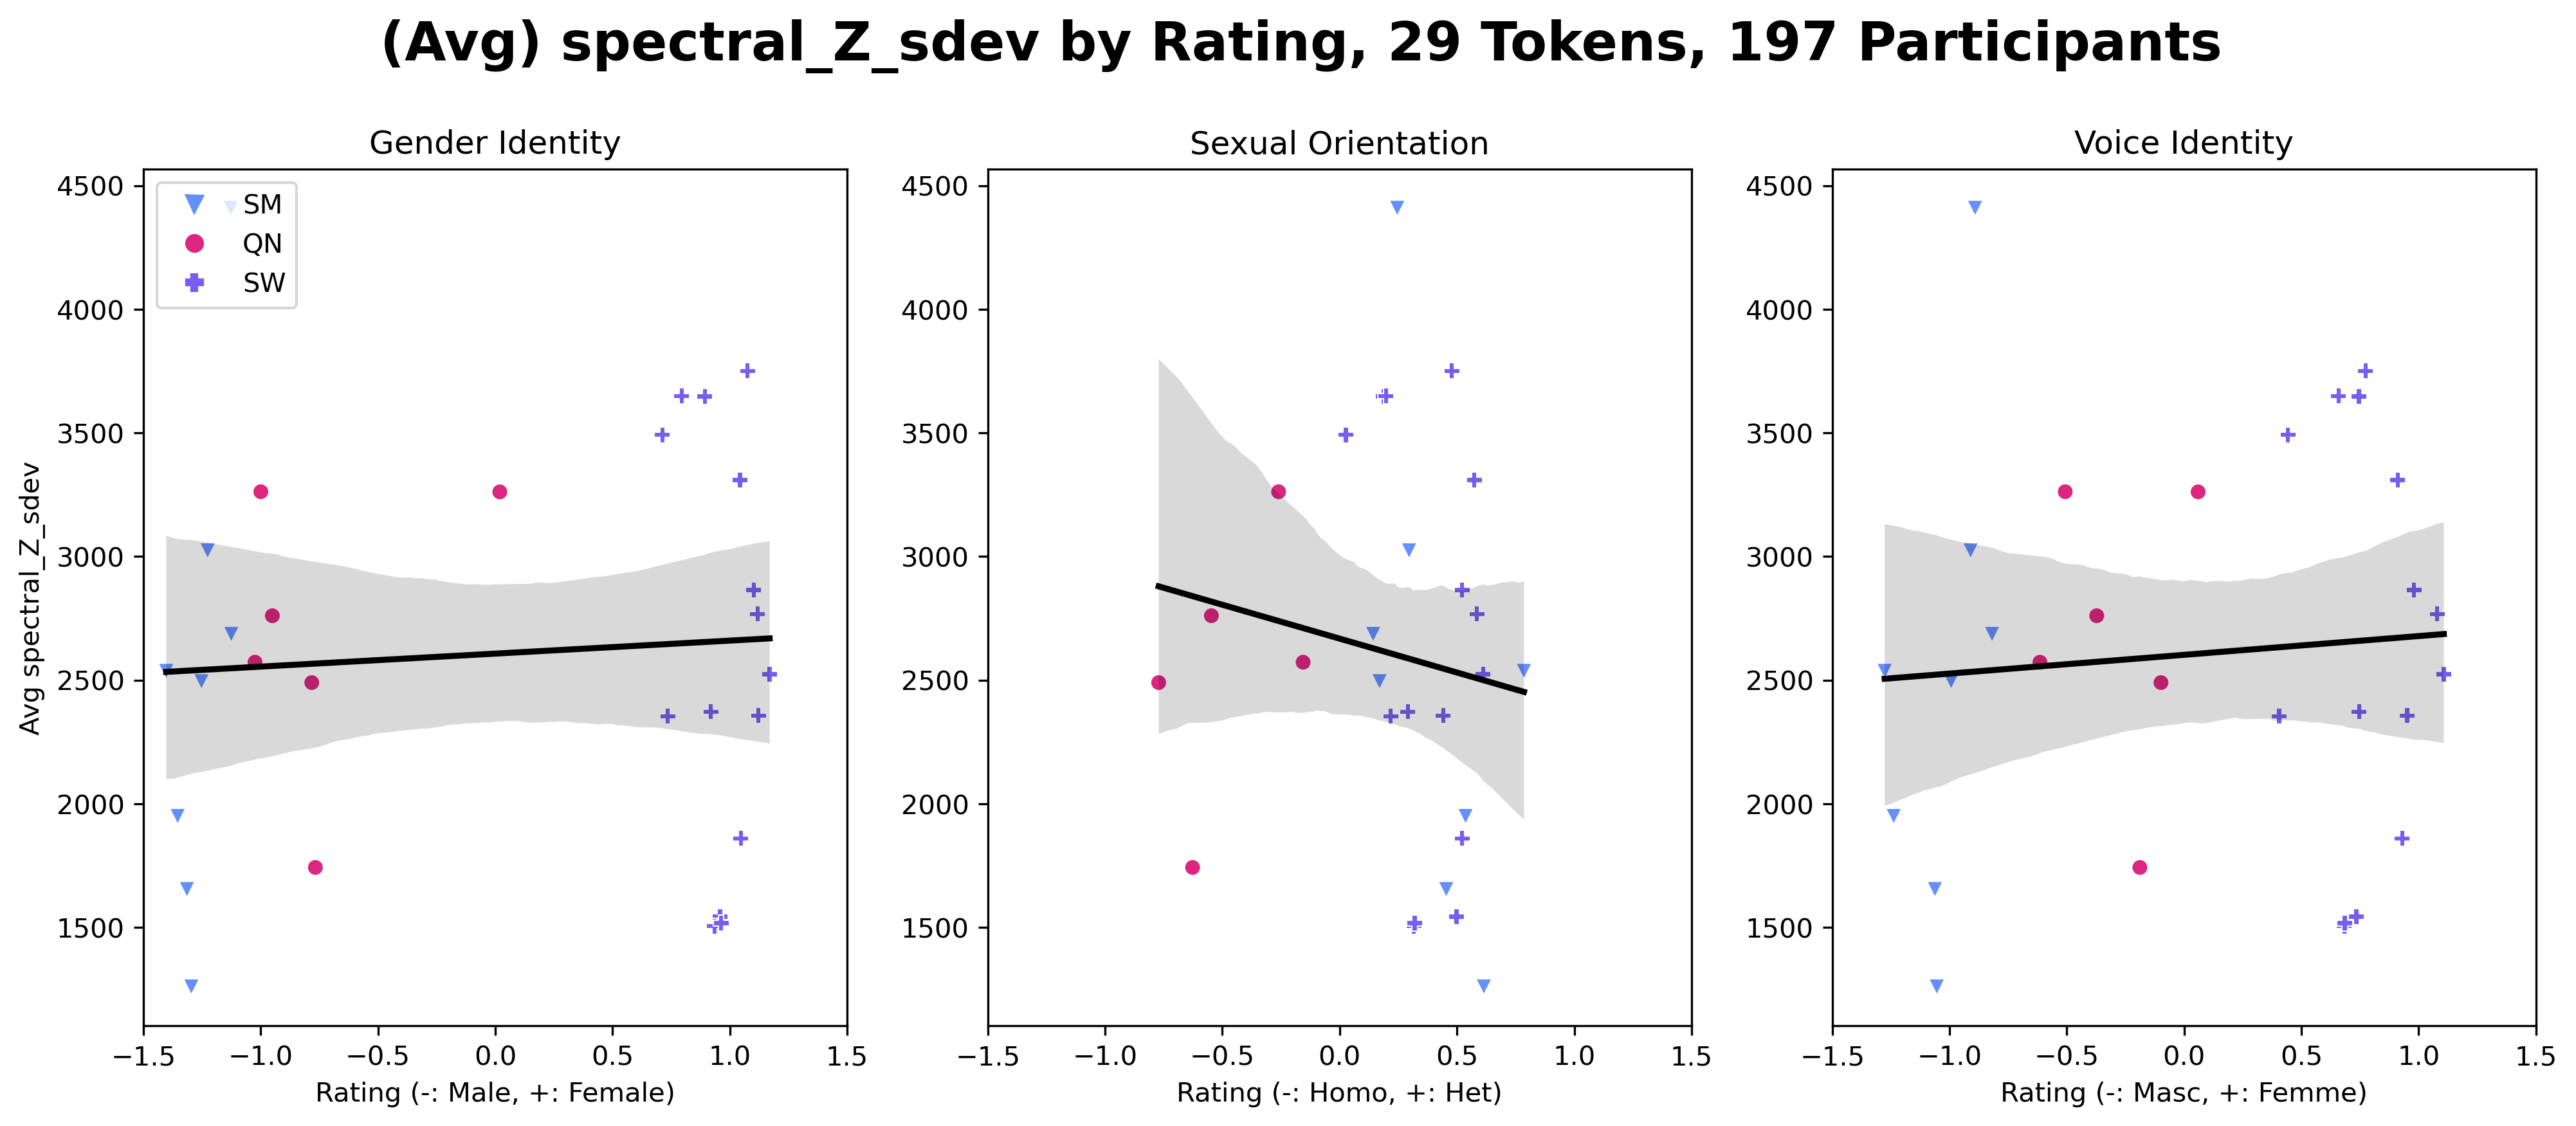 (Avg) spectral_Z_sdev by Rating, 29 Tokens, 197 Participants
Gender Identity
Avg spectral_Z_sdev
4500
4000
3500
3000
2500
2000
1500
SM
QN
SW
−1.5 −1.0 −0.5 0.0 0.5 1.0 1.5
Rating (-: Male, +: Female)
Sexual Orientation
4500
4000
3500
3000
2500
2000
1500
−1.5 −1.0 −0.5 0.0 0.5 1.0 1.5
Rating (-: Homo, +: Het)
Voice Identity
4500
4000
3500
3000
2500
2000
1500
−1.5 −1.0 −0.5 0.0 0.5 1.0 1.5
Rating (-: Masc, +: Femme)